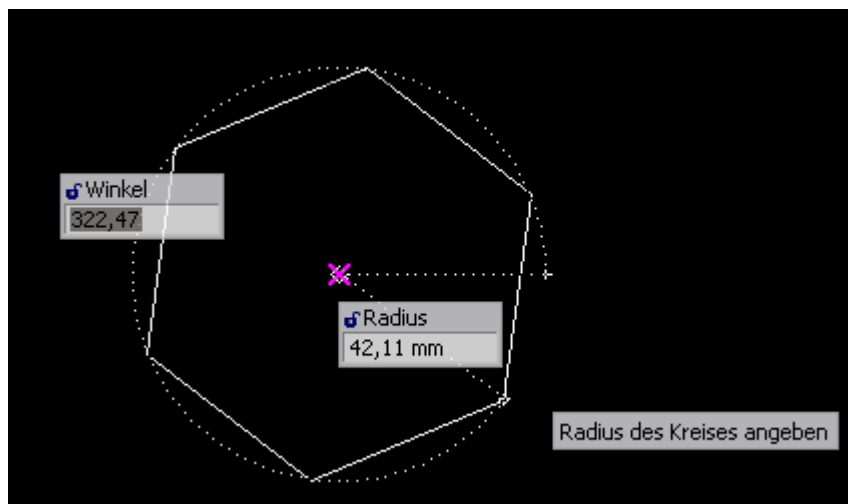 Winkel
322,47
Radius
42,11 mm
Radius des Kreises angeben